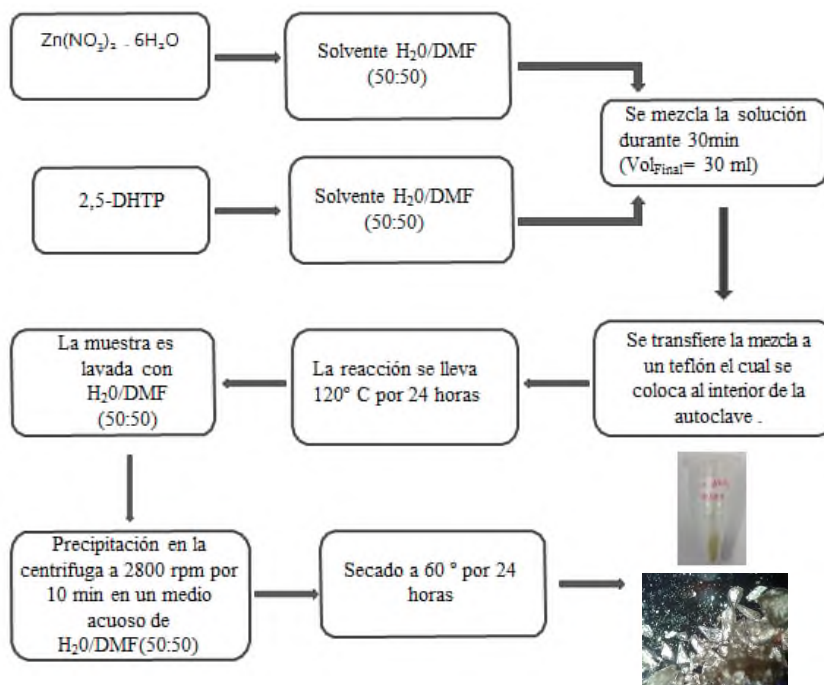 Zn(NO₃)₂ . 6H₂O
Solvente H₂0/DMF
(50:50)
Se mezcla la solución
durante 30min
(Vol_Final= 30 ml)
2,5-DHTP
Solvente H₂0/DMF
(50:50)
Se transfiere la mezcla a
un teflón el cual se
coloca al interior de la
autoclave .
La reacción se lleva
120° C por 24 horas
La muestra es
lavada con
H₂0/DMF
(50:50)
Precipitación en la
centrifuga a 2800 rpm por
10 min en un medio
acuoso de
H₂0/DMF(50:50)
Secado a 60 ° por 24
horas